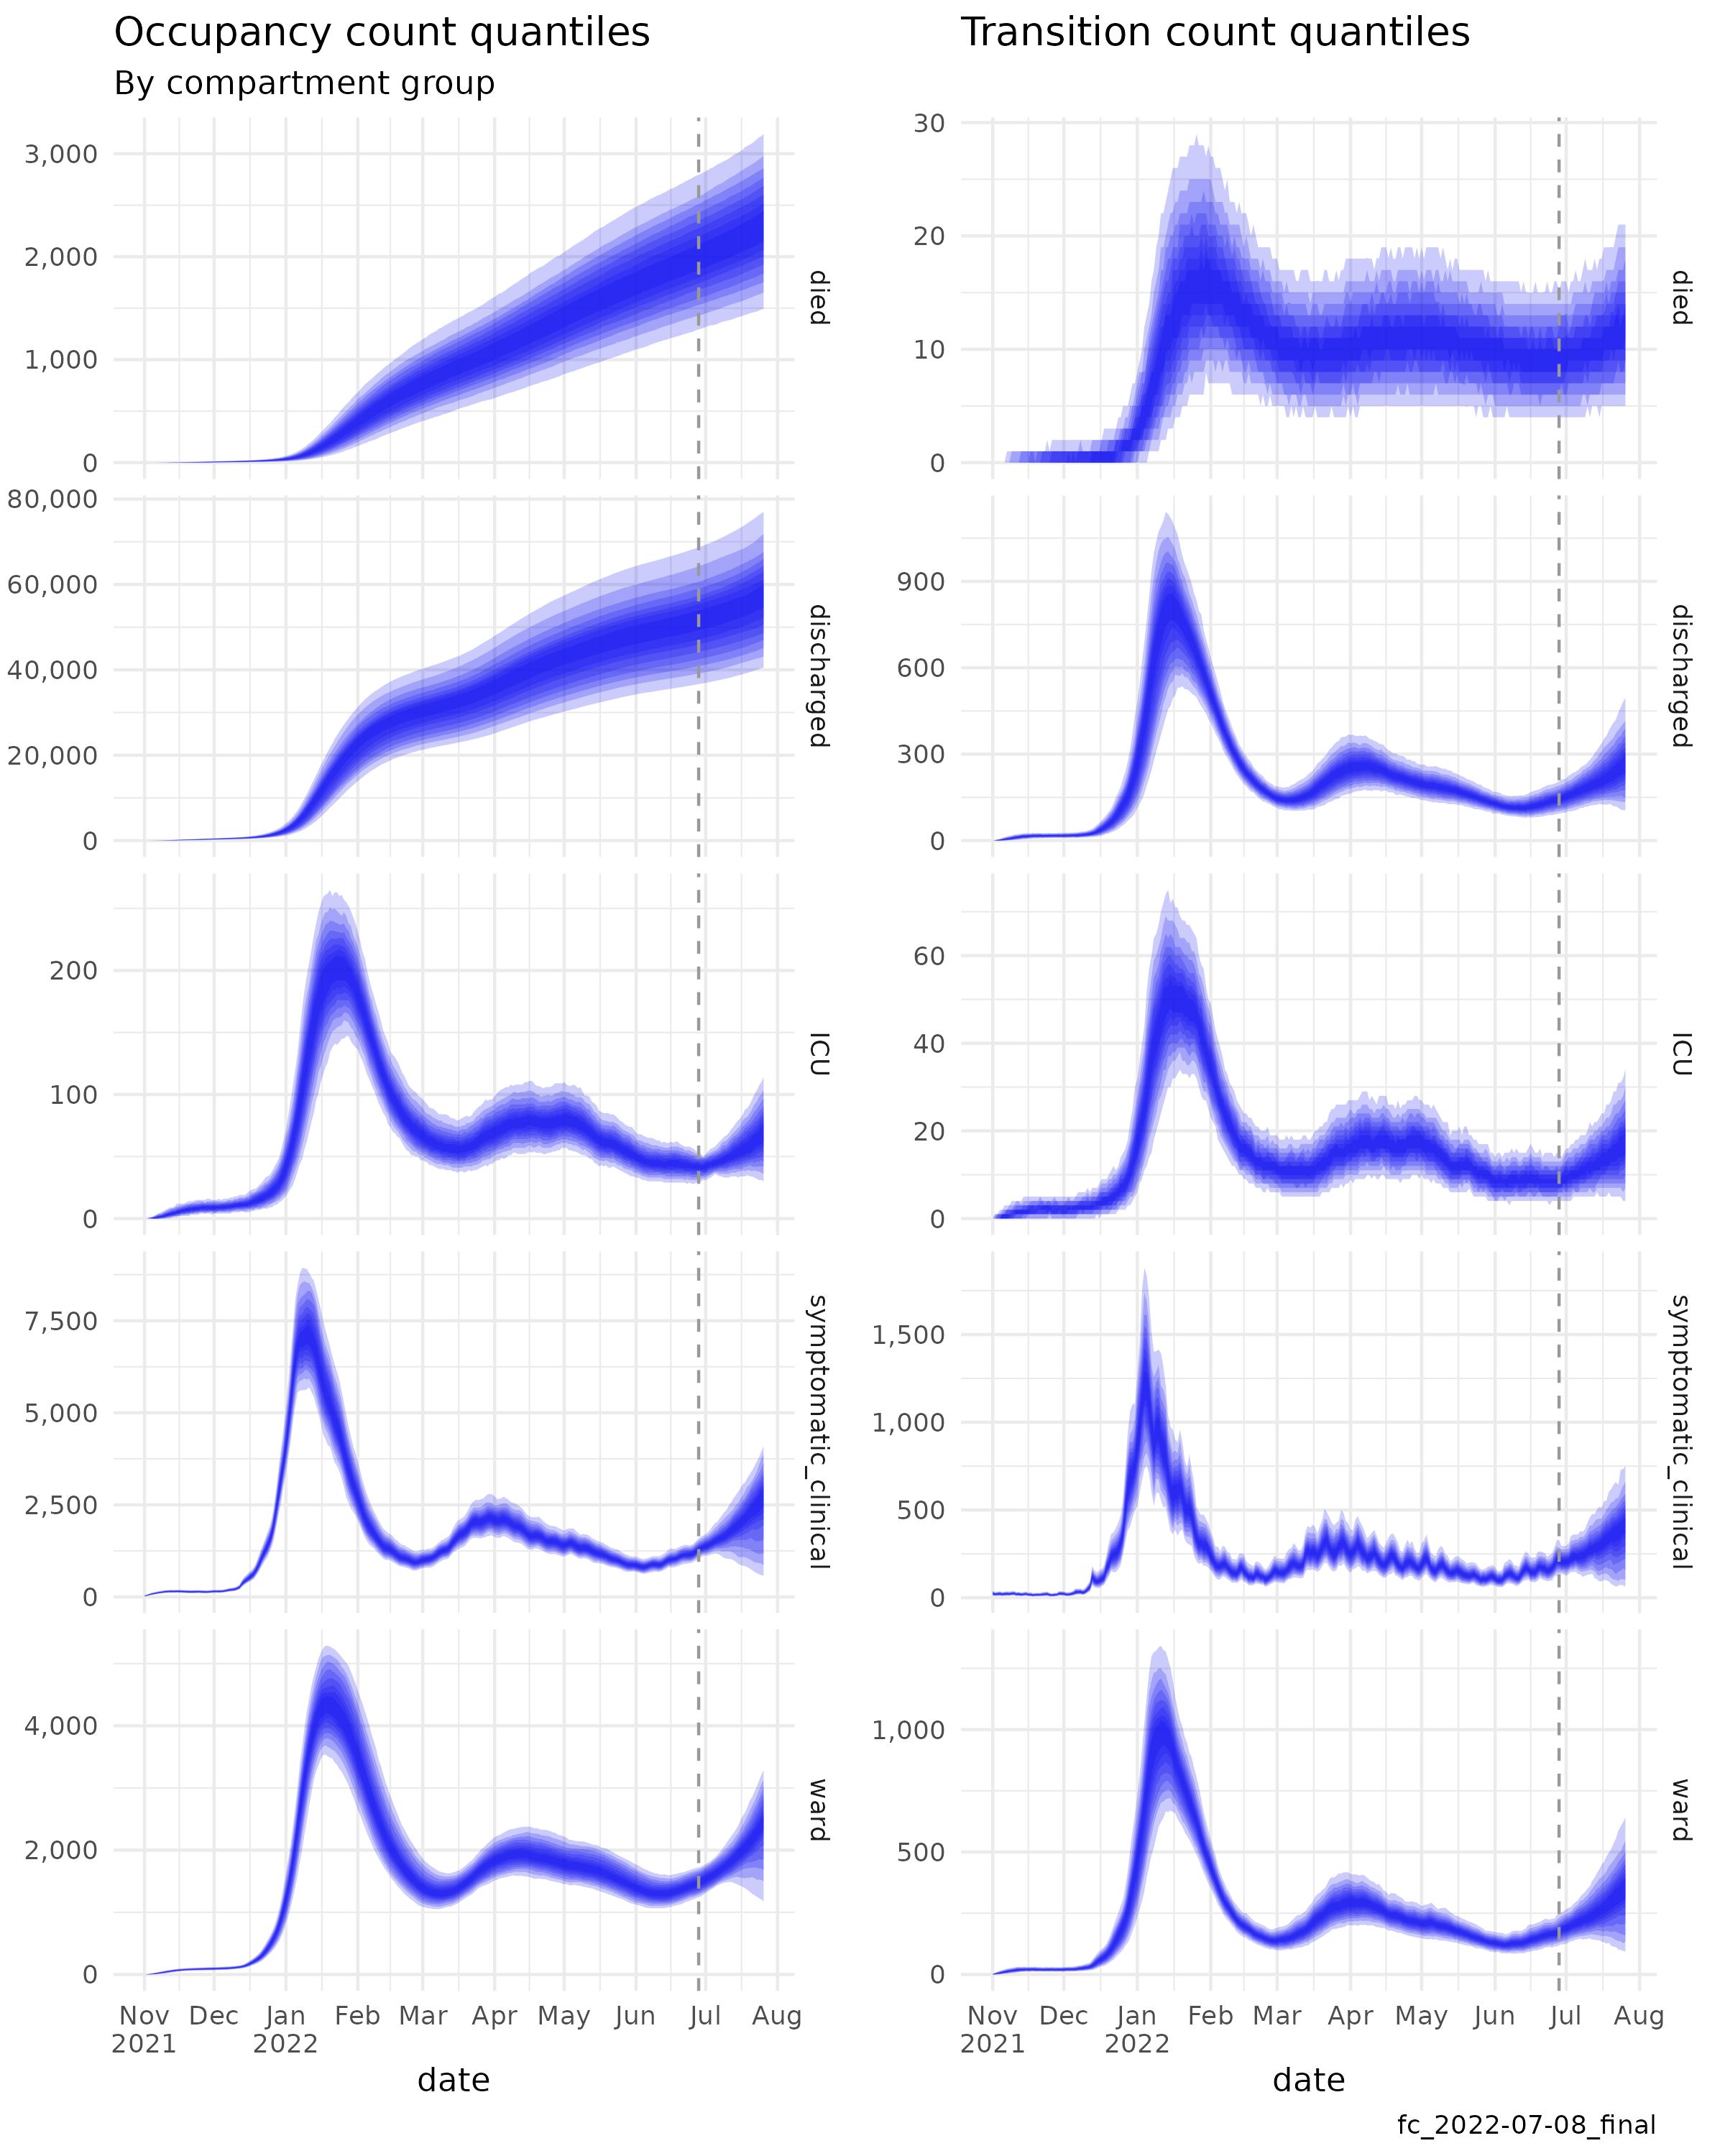 Occupancy count quantiles
By compartment group
3,000
2,000
1,000
0
died
80,000
60,000
40,000
20,000
0
discharged
200
100
0
ICU
7,500
5,000
2,500
0
symptomatic_clinical
4,000
2,000
0
ward
Nov Dec Jan Feb Mar Apr May Jun Jul Aug
2021 2022
date
Transition count quantiles
30
20
10
0
died
900
600
300
0
discharged
60
40
20
0
ICU
1,500
1,000
500
0
symptomatic_clinical
1,000
500
0
ward
Nov Dec Jan Feb Mar Apr May Jun Jul Aug
2021 2022
date
fc_2022-07-08_final